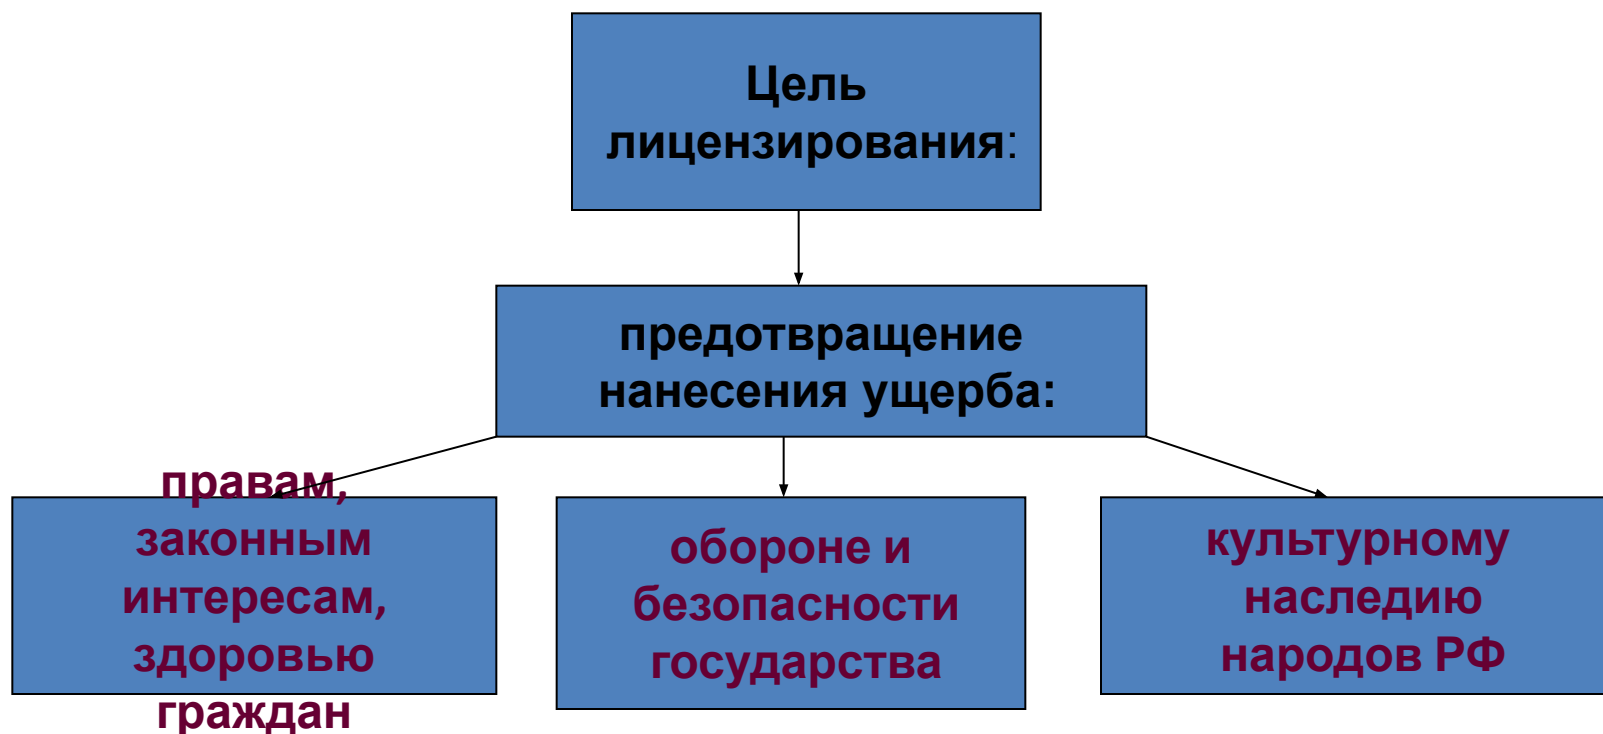 Цель
лицензирования:
предотвращение
нанесения ущерба:
правам,
законным
интересам,
здоровью
граждан
обороне и
безопасности
государства
культурному
наследию
народов РФ